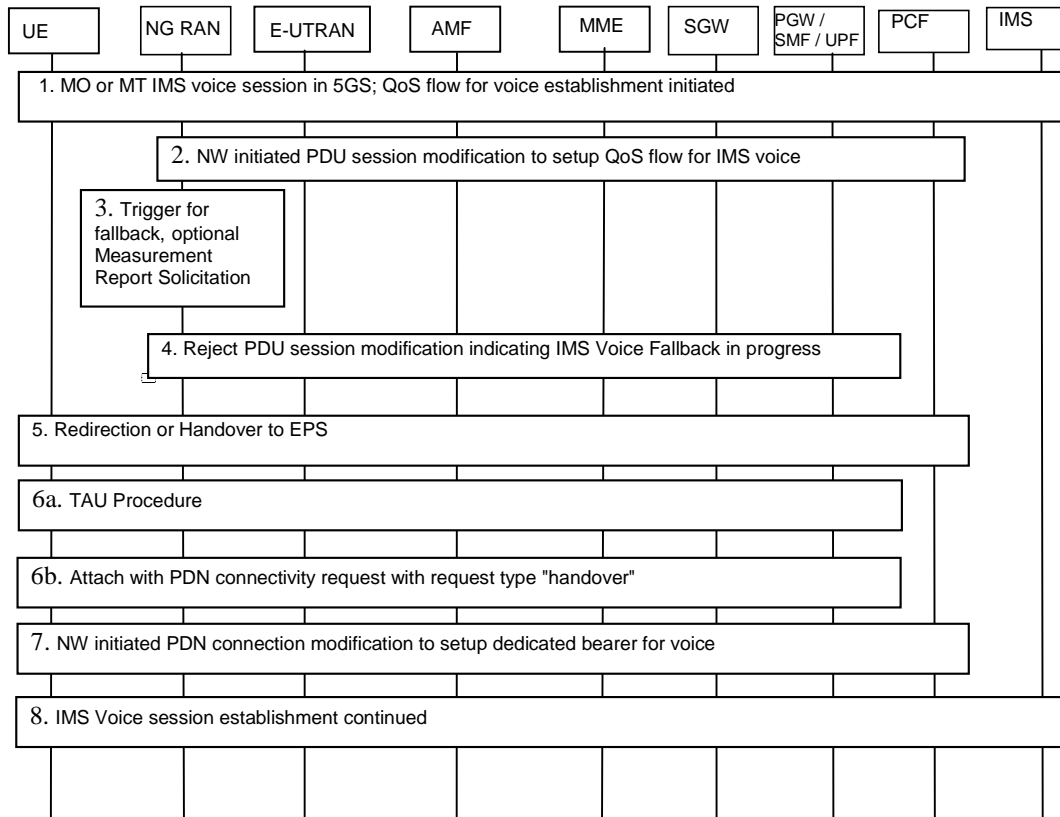 UE
NG RAN
E-UTRAN
AMF
MME
SGW
PGW /
SMF / UPF
PCF
IMS
1. MO or MT IMS voice session in 5GS; QoS flow for voice establishment initiated
2. NW initiated PDU session modification to setup QoS flow for IMS voice
3. Trigger for
fallback, optional
Measurement
Report Solicitation
4. Reject PDU session modification indicating IMS Voice Fallback in progress
5. Redirection or Handover to EPS
6a. TAU Procedure
6b. Attach with PDN connectivity request with request type "handover"
7. NW initiated PDN connection modification to setup dedicated bearer for voice
8. IMS Voice session establishment continued